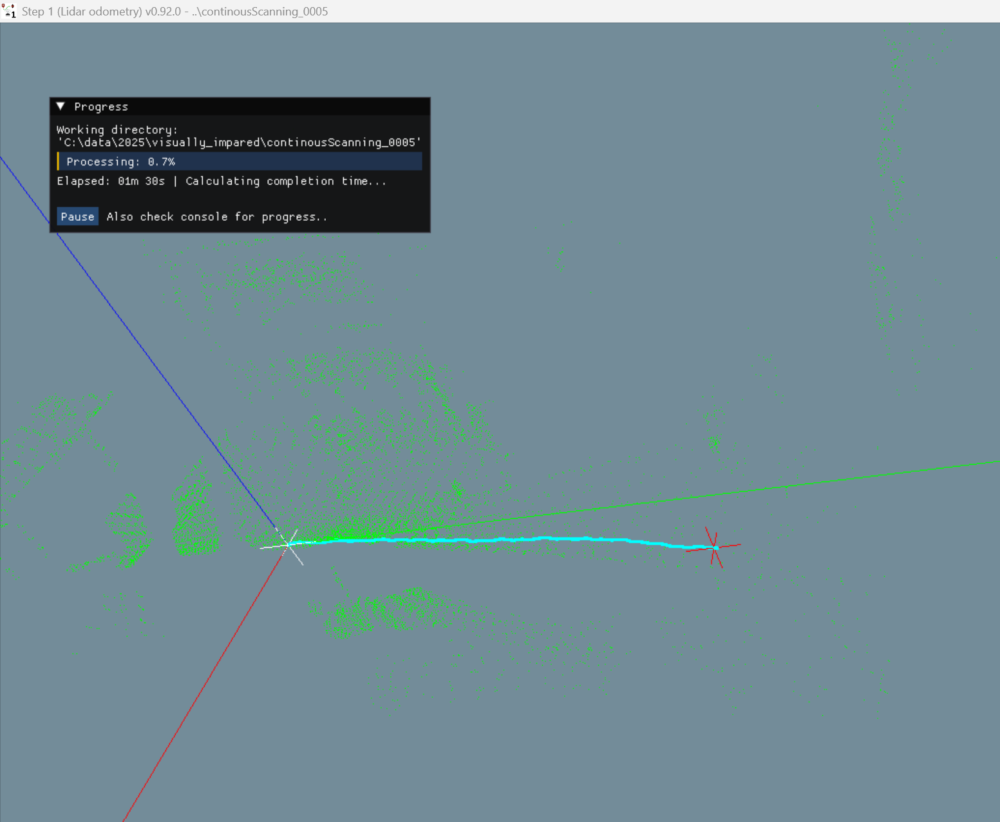 Step 1 (Lidar odometry) v0.92.0 - ..\continousScanning_0005
Progress
Working directory:
'C:\data\2025\visually_impared\continousScanning_0005'
Processing: 0.7%
Elapsed: 01m 30s | Calculating completion time...
Pause Also check console for progress..